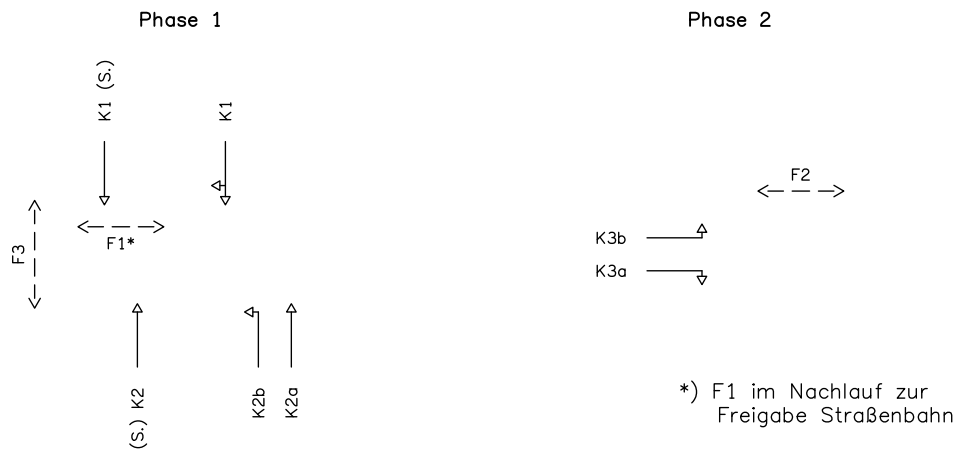 Phase 1
Phase 2
K1 (S.)
K1
F3
F1*
F2
K3b
K3a
(S.) K2
K2b
K2a
*) F1 im Nachlauf zur
Freigabe Straßenbahn